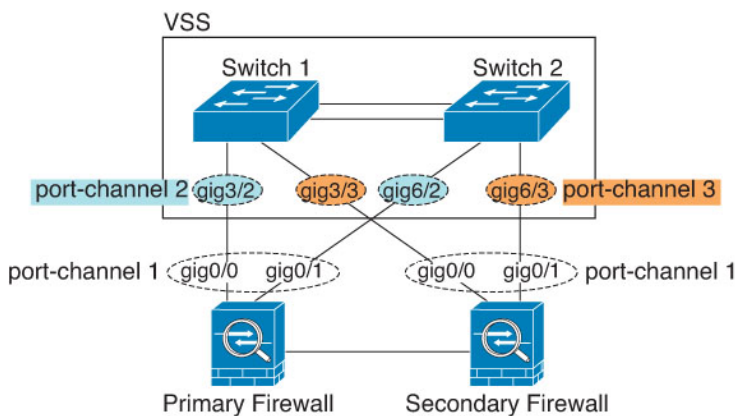 VSS
Switch 1
Switch 2
port-channel 2
gig3/2
gig3/3
gig6/2
gig6/3
port-channel 3
port-channel 1
gig0/0
gig0/1
gig0/0
gig0/1
port-channel 1
Primary Firewall
Secondary Firewall